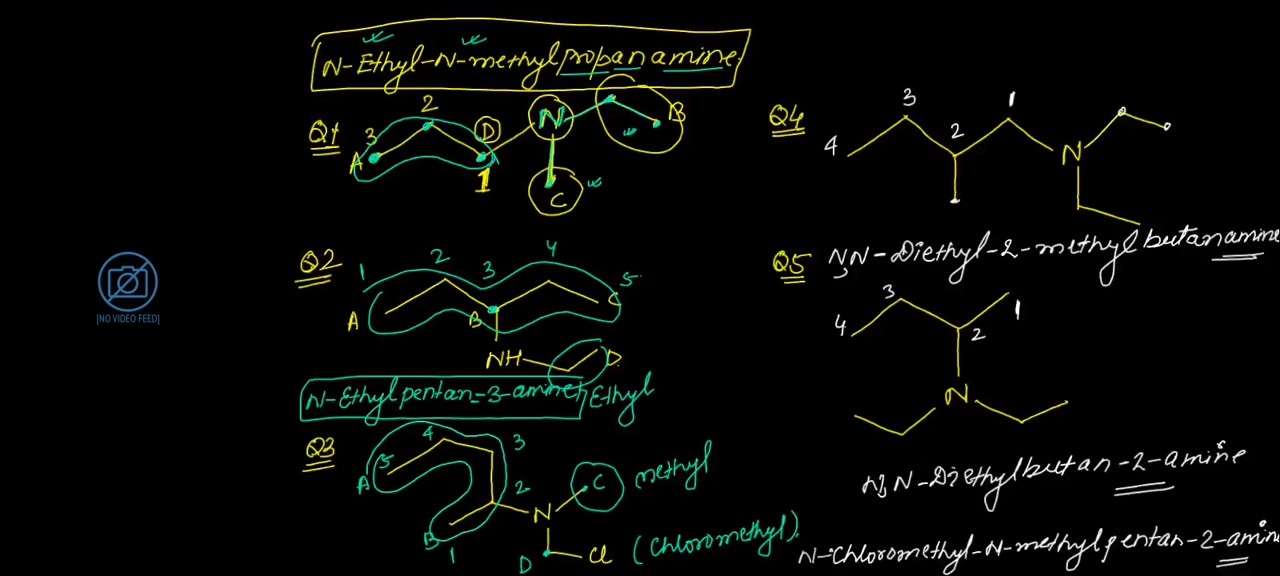 N-Ethyl-N-methylpropanamine
Q1
3
2
D
N
B
A
1
C
Q2
1
2
3
4
5
A
B
C
NH
D
N-Ethylpentan-3-amine
Ethyl
[NO VIDEO FEED]
Q3
5
4
3
A
2
B
1
N
C
methyl
D
Cl
(Chloromethyl)
Q4
4
3
2
1
N
N,N-Diethyl-2-methylbutanamine
Q5
4
3
2
1
N
N,N-Diethylbutan-2-amine
N-Chloromethyl-N-methylpentan-2-amin